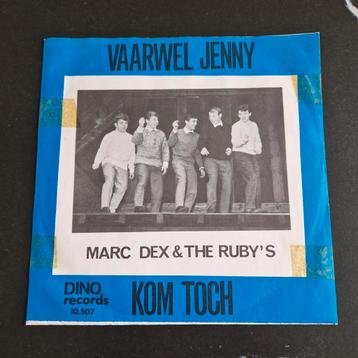 VAARWEL JENNY
MARC DEX & THE RUBY'S
DINO
records
10.507
KOM TOCH